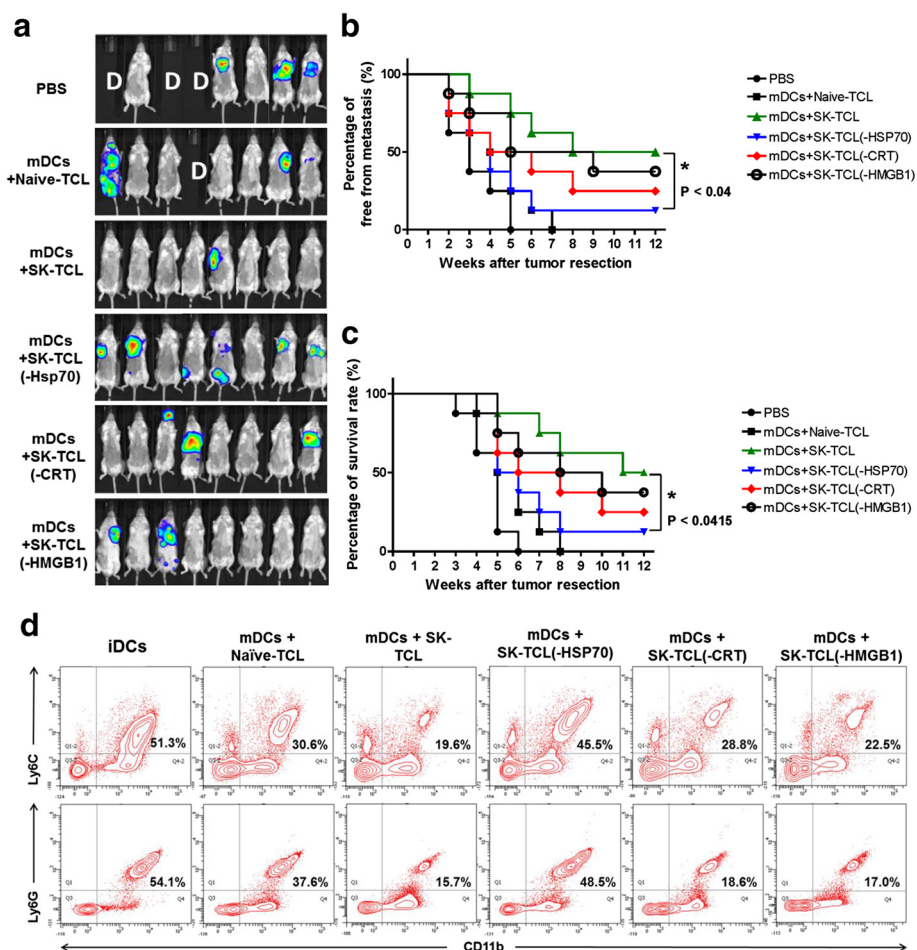 a
PBS
D D D
mDCs
+Naive-TCL
D
mDCs
+SK-TCL
mDCs
+SK-TCL
(-Hsp70)
mDCs
+SK-TCL
(-CRT)
mDCs
+SK-TCL
(-HMGB1)
b
Percentage of
free from metastasis (%)
100
50
0
0 1 2 3 4 5 6 7 8 9 10 11 12
Weeks after tumor resection
*
P < 0.04
PBS
mDCs+Naive-TCL
mDCs+SK-TCL
mDCs+SK-TCL(-HSP70)
mDCs+SK-TCL(-CRT)
mDCs+SK-TCL(-HMGB1)
c
Percentage of survival rate (%)
100
50
0
0 1 2 3 4 5 6 7 8 9 10 11 12
Weeks after tumor resection
*
P < 0.0415
PBS
mDCs+Naive-TCL
mDCs+SK-TCL
mDCs+SK-TCL(-HSP70)
mDCs+SK-TCL(-CRT)
mDCs+SK-TCL(-HMGB1)
d
iDCs
mDCs +
Naïve-TCL
mDCs + SK-
TCL
mDCs +
SK-TCL(-HSP70)
mDCs +
SK-TCL(-CRT)
mDCs +
SK-TCL(-HMGB1)
Ly6C
51.3%
30.6%
19.6%
45.5%
28.8%
22.5%
Ly6G
54.1%
37.6%
15.7%
48.5%
18.6%
17.0%
CD11b